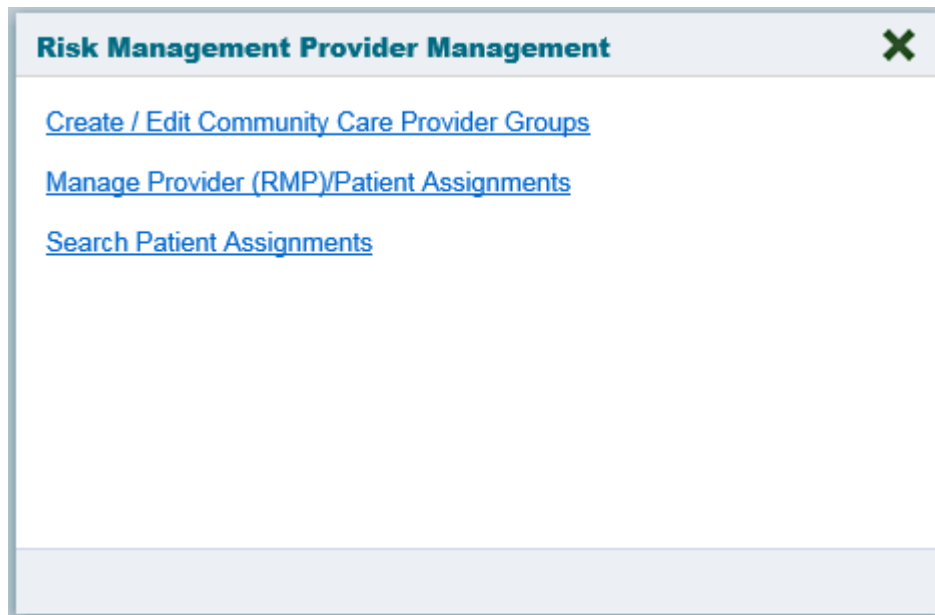 Risk Management Provider Management
Create / Edit Community Care Provider Groups
Manage Provider (RMP)/Patient Assignments
Search Patient Assignments